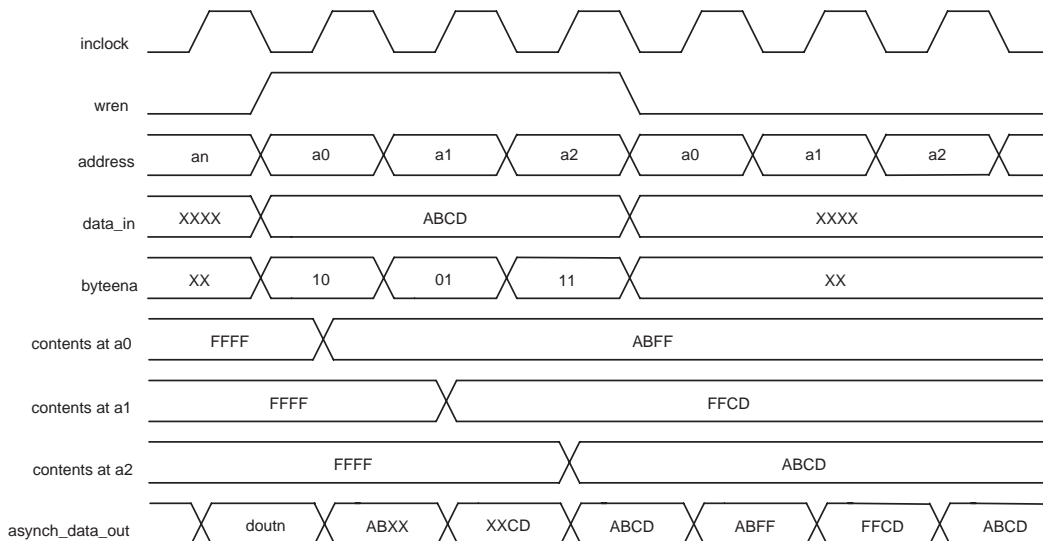 inclock
wren
address an a0 a1 a2 a0 a1 a2
data_in XXXX ABCD XXXX
byteena XX 10 01 11 XX
contents at a0 FFFF ABFF
contents at a1 FFFF FFCD
contents at a2 FFFF ABCD
asynch_data_out doutn ABXX XXCD ABCD ABFF FFCD ABCD